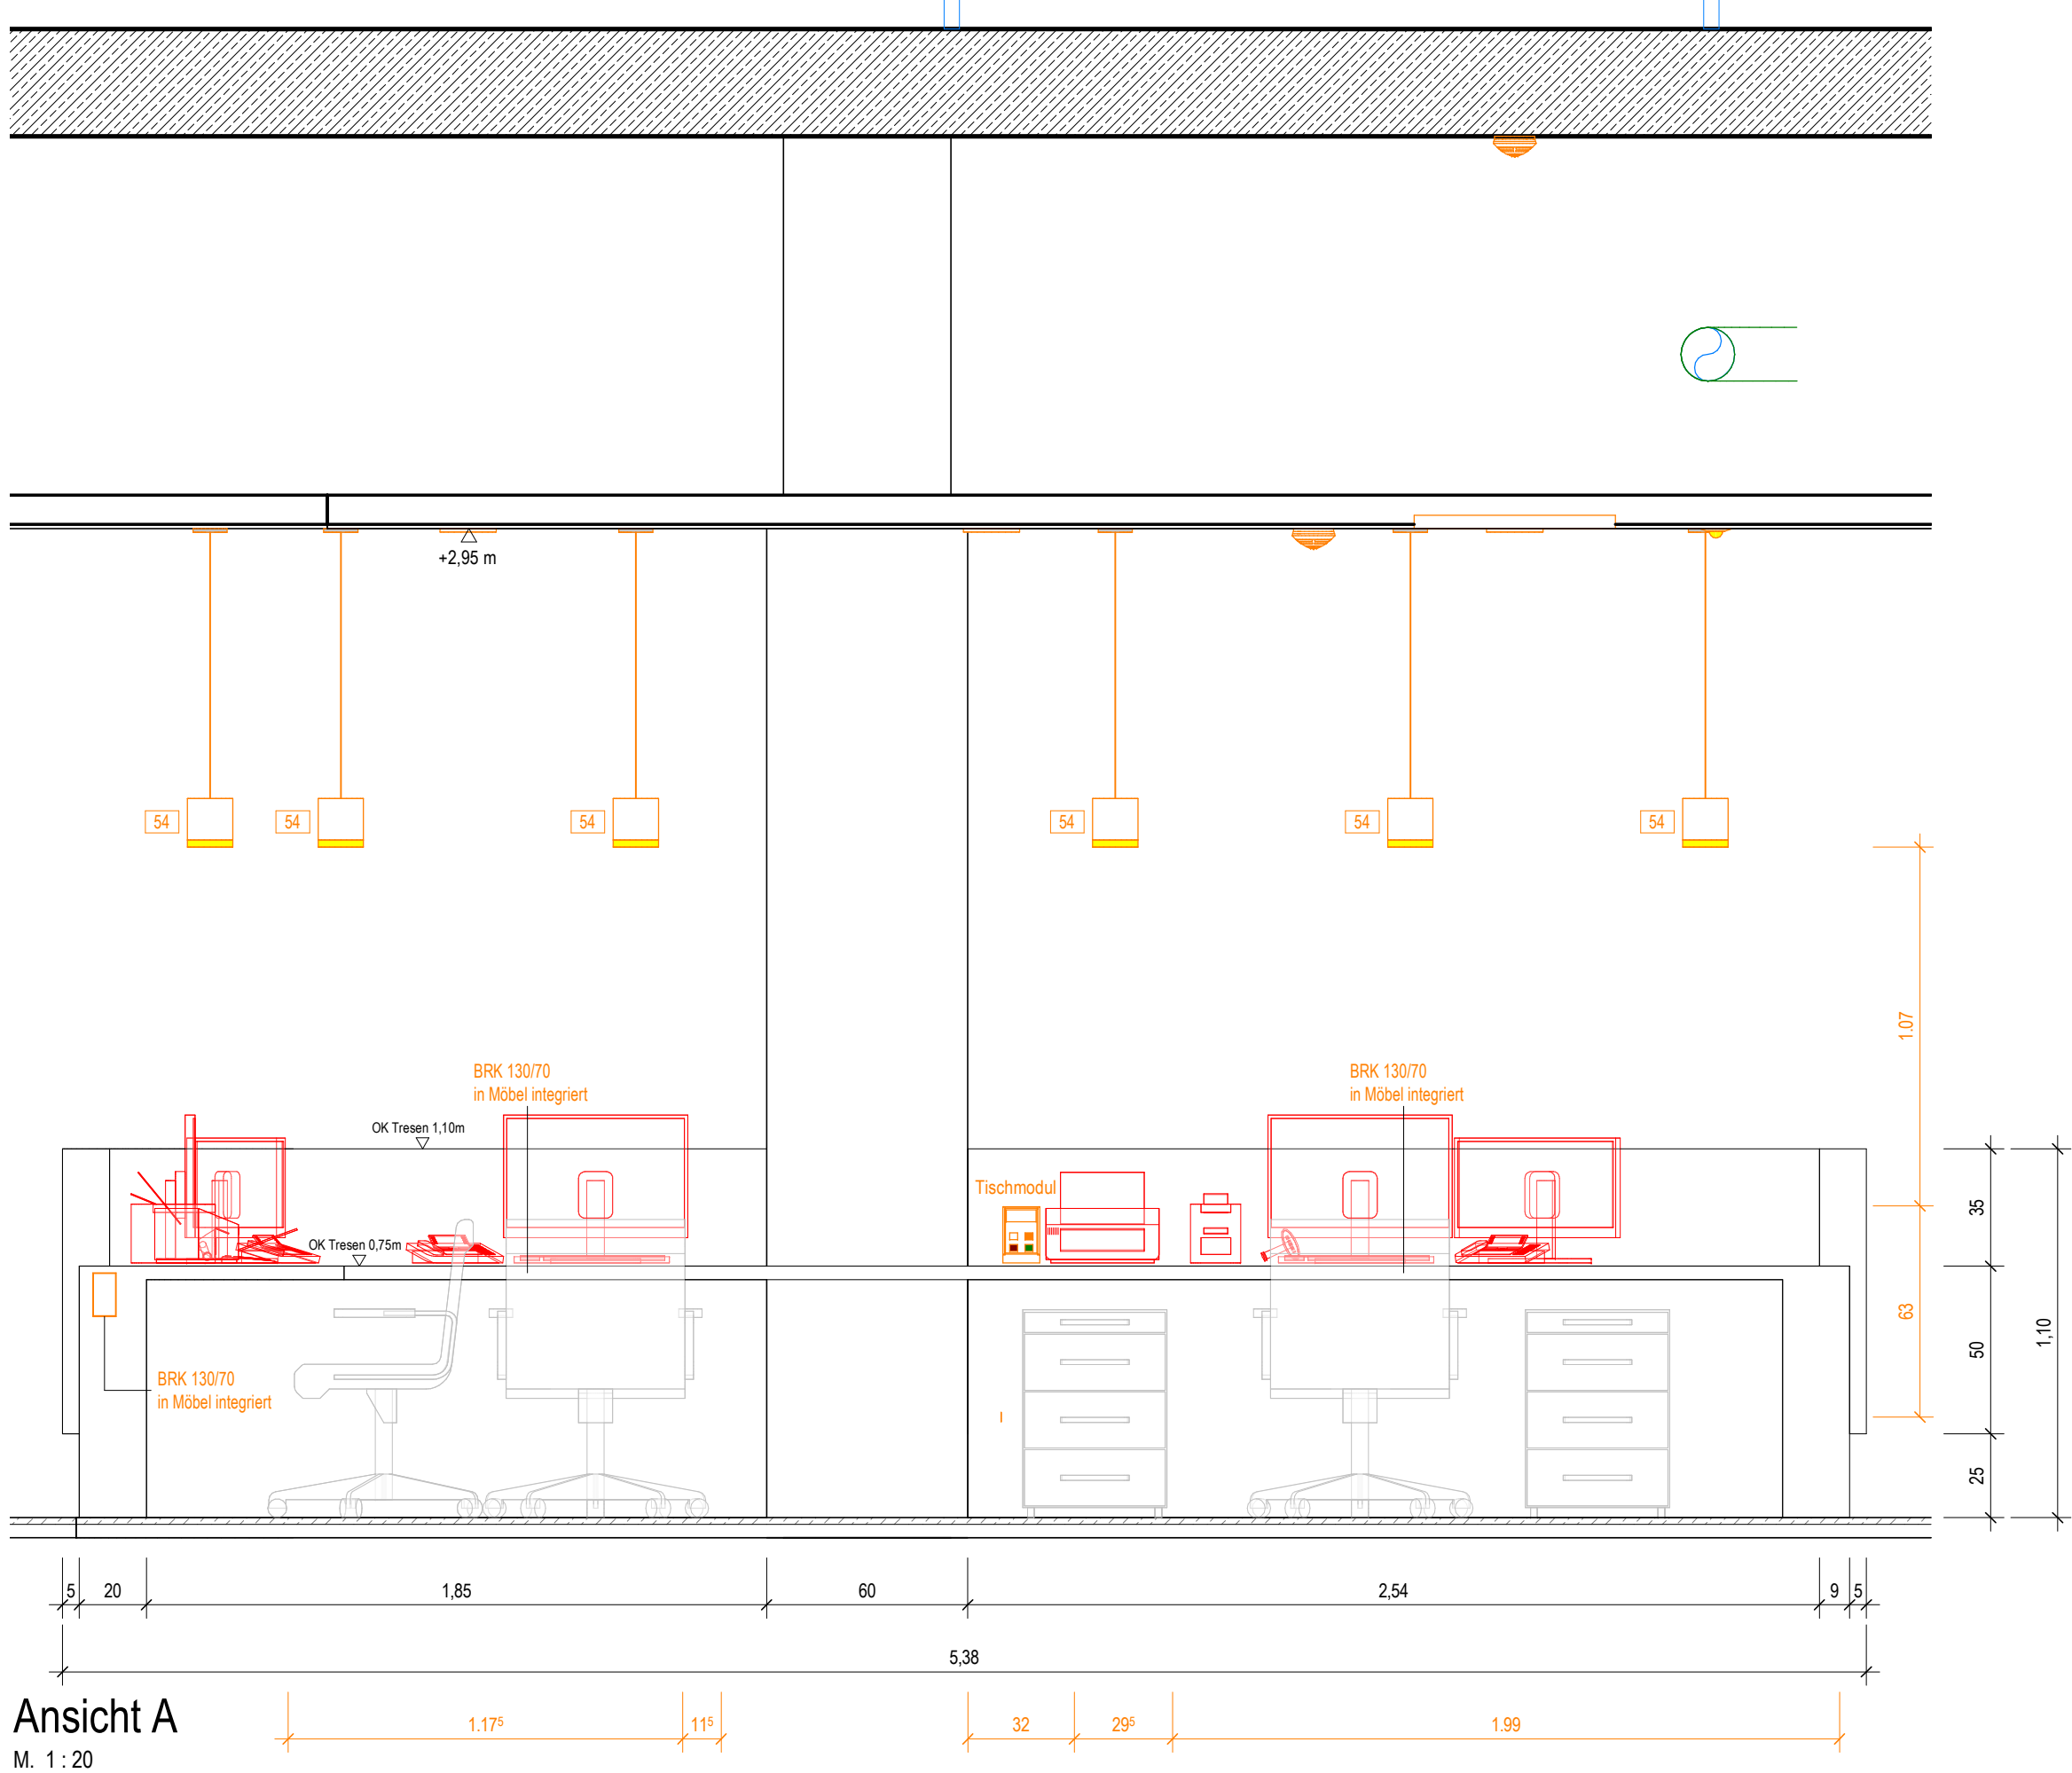 +2,95 m
54
54
54
54
54
54
1.07
BRK 130/70
in Möbel integriert
BRK 130/70
in Möbel integriert
OK Tresen 1,10m
Tischmodul
35
OK Tresen 0,75m
63
50
1,10
BRK 130/70
in Möbel integriert
25
5 20 1,85 60 2,54 9 5
5,38
Ansicht A
1.17⁵ 11⁵ 32 29⁵ 1.99
M. 1 : 20